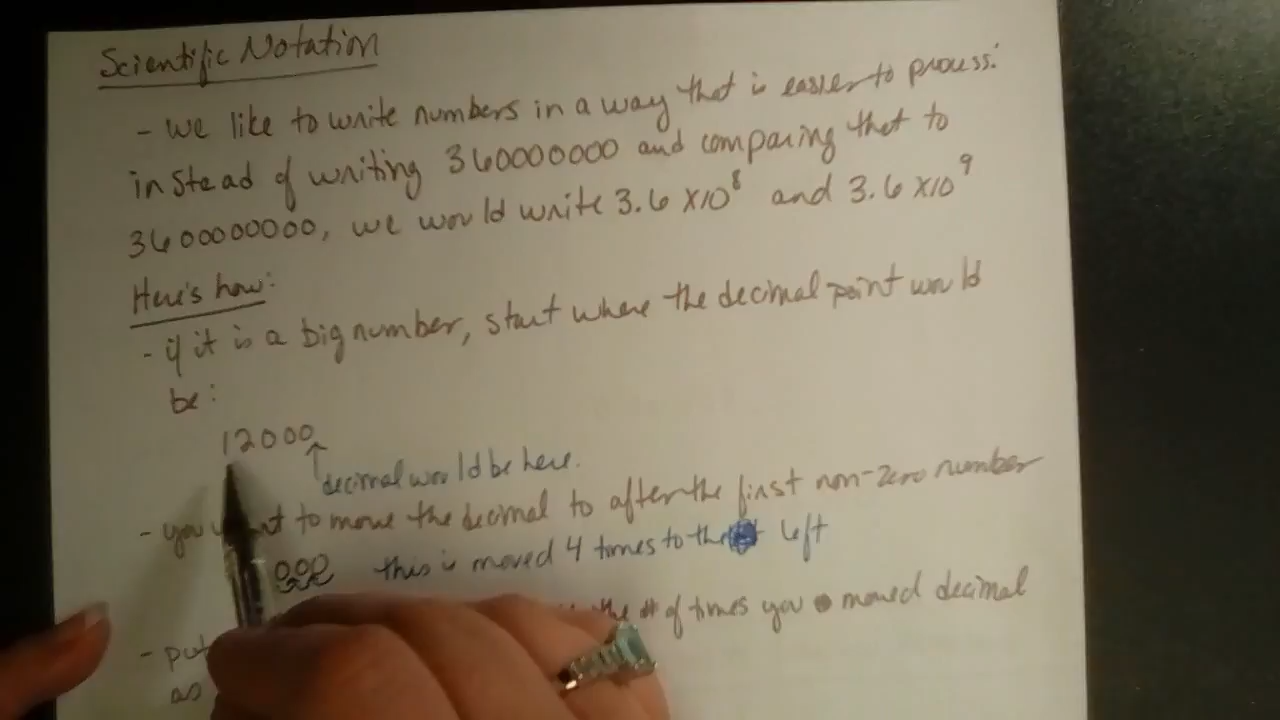 Scientific Notation
- we like to write numbers in a way that is easier to process:
instead of writing 360000000 and comparing that to
3600000000, we would write 3.6 x10^8 and 3.6 x10^9
Here's how:
- if it is a big number, start where the decimal point would
be:
12000
decimal would be here.
- you to move the decimal to after the first non-zero number
000 this is moved 4 times to the left
- put the # of times you moved decimal
as